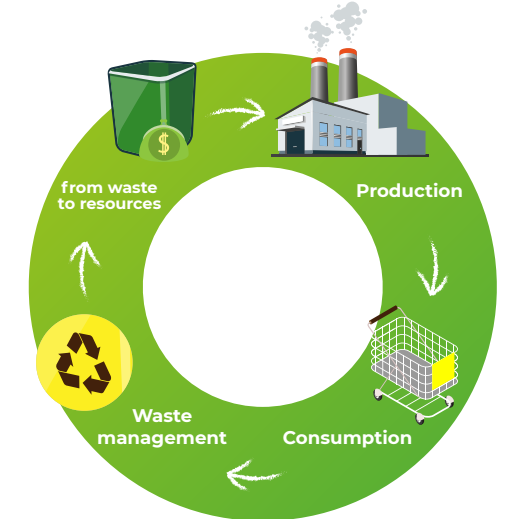 from waste
to resources
Production
Waste
management
Consumption
$